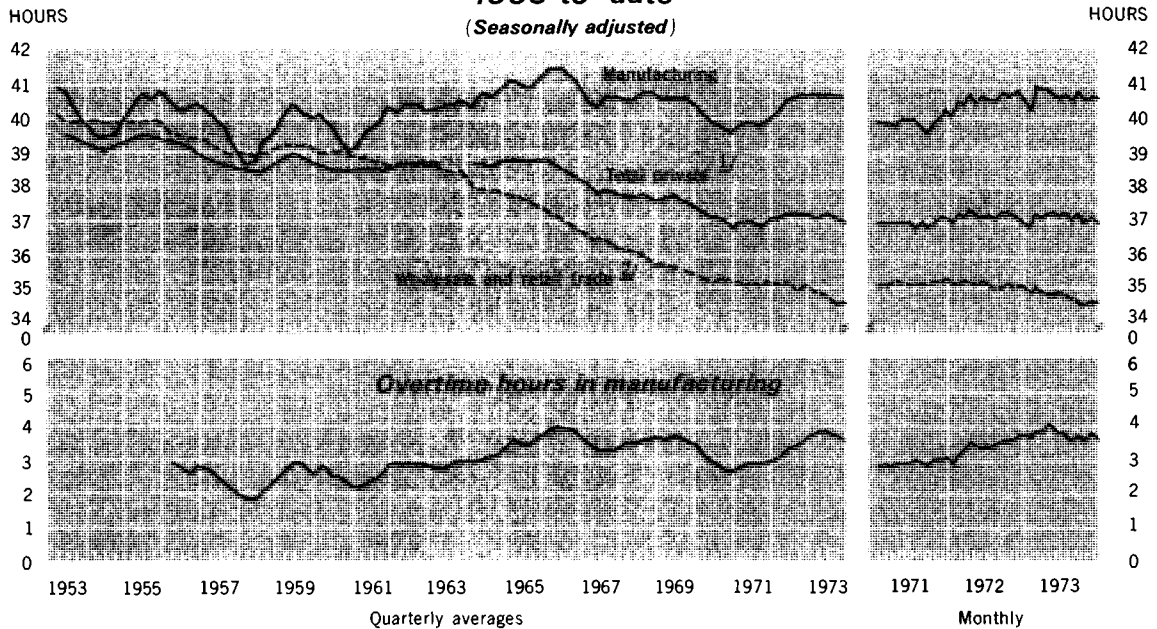 1953 to date
(Seasonally adjusted)
HOURS
HOURS
42
41
40
39
38
37
36
35
34
0
42
41
40
39
38
37
36
35
34
0
Manufacturing
Total private 1/
Wholesale and retail trade
Overtime hours in manufacturing
6
5
4
3
2
1
0
6
5
4
3
2
1
0
1953 1955 1957 1959 1961 1963 1965 1967 1969 1971 1973
1971 1972 1973
Quarterly averages
Monthly